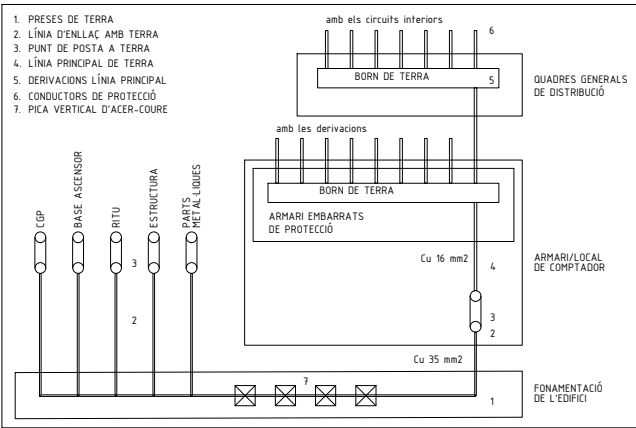 1. PRESES DE TERRA
2. LÍNIA D'ENLLAÇ AMB TERRA
3. PUNT DE POSTA A TERRA
4. LÍNIA PRINCIPAL DE TERRA
5. DERIVACIONS LÍNIA PRINCIPAL
6. CONDUCTORS DE PROTECCIÓ
7. PICA VERTICAL D'ACER-COURE
amb els circuits interiors
6
BORN DE TERRA
5
QUADRES GENERALS
DE DISTRIBUCIÓ
amb les derivacions
BORN DE TERRA
ARMARI EMBARRATS
DE PROTECCIÓ
CGP
BASE ASCENSOR
RITU
ESTRUCTURA
PARTS
METAL·LIQUES
3
2
Cu 16 mm2
4
ARMARI/LOCAL
DE COMPTADOR
3
2
Cu 35 mm2
7
1
FONAMENTACIÓ
DE L'EDIFICI